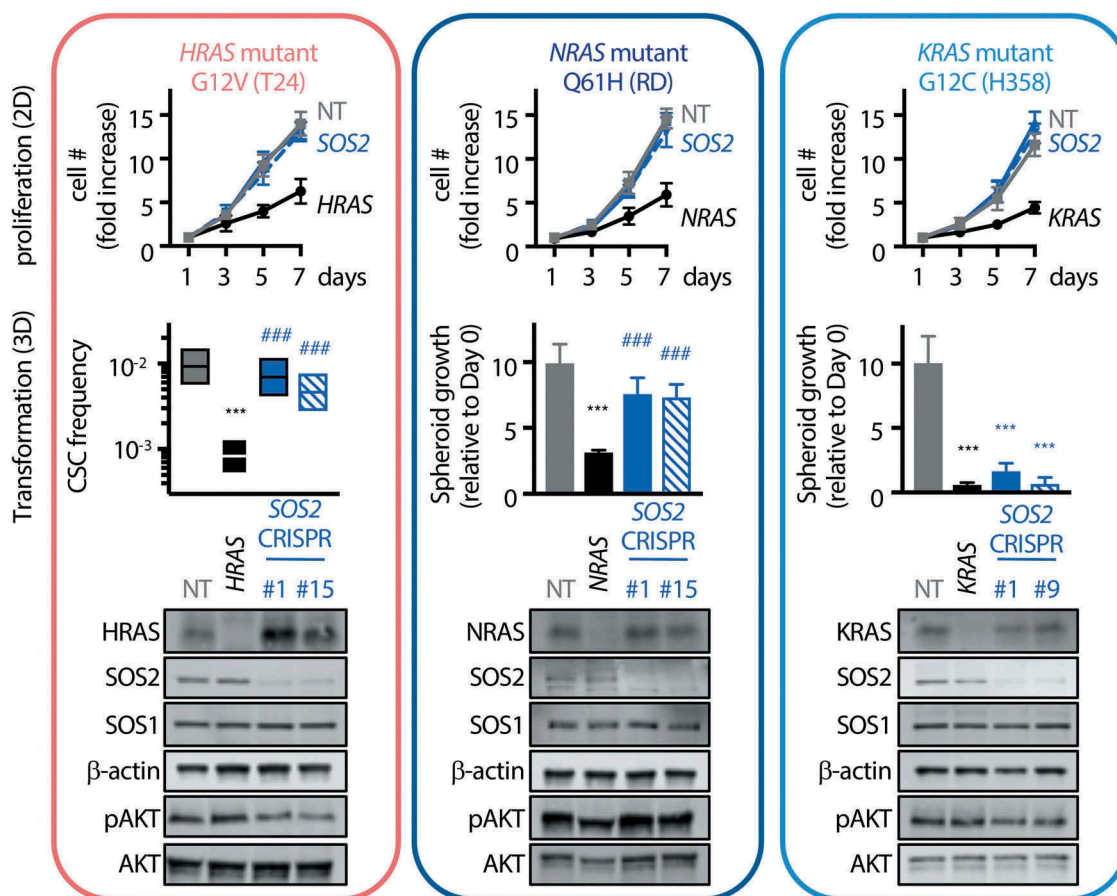 proliferation (2D)
Transformation (3D)
HRAS mutant
G12V (T24)
cell #
(fold increase)
15
10
5
0
NT
SOS2
HRAS
1 3 5 7 days
CSC frequency
10-2
10-3
***
###
###
SOS2
CRISPR
NT HRAS #1 #15
HRAS
SOS2
SOS1
β-actin
pAKT
AKT
NRAS mutant
Q61H (RD)
cell #
(fold increase)
15
10
5
0
NT
SOS2
NRAS
1 3 5 7 days
Spheroid growth
(relative to Day 0)
10
5
0
***
###
###
SOS2
CRISPR
NT NRAS #1 #15
NRAS
SOS2
SOS1
β-actin
pAKT
AKT
KRAS mutant
G12C (H358)
cell #
(fold increase)
15
10
5
0
NT
SOS2
KRAS
1 3 5 7 days
Spheroid growth
(relative to Day 0)
10
5
0
***
***
***
SOS2
CRISPR
NT KRAS #1 #9
KRAS
SOS2
SOS1
β-actin
pAKT
AKT